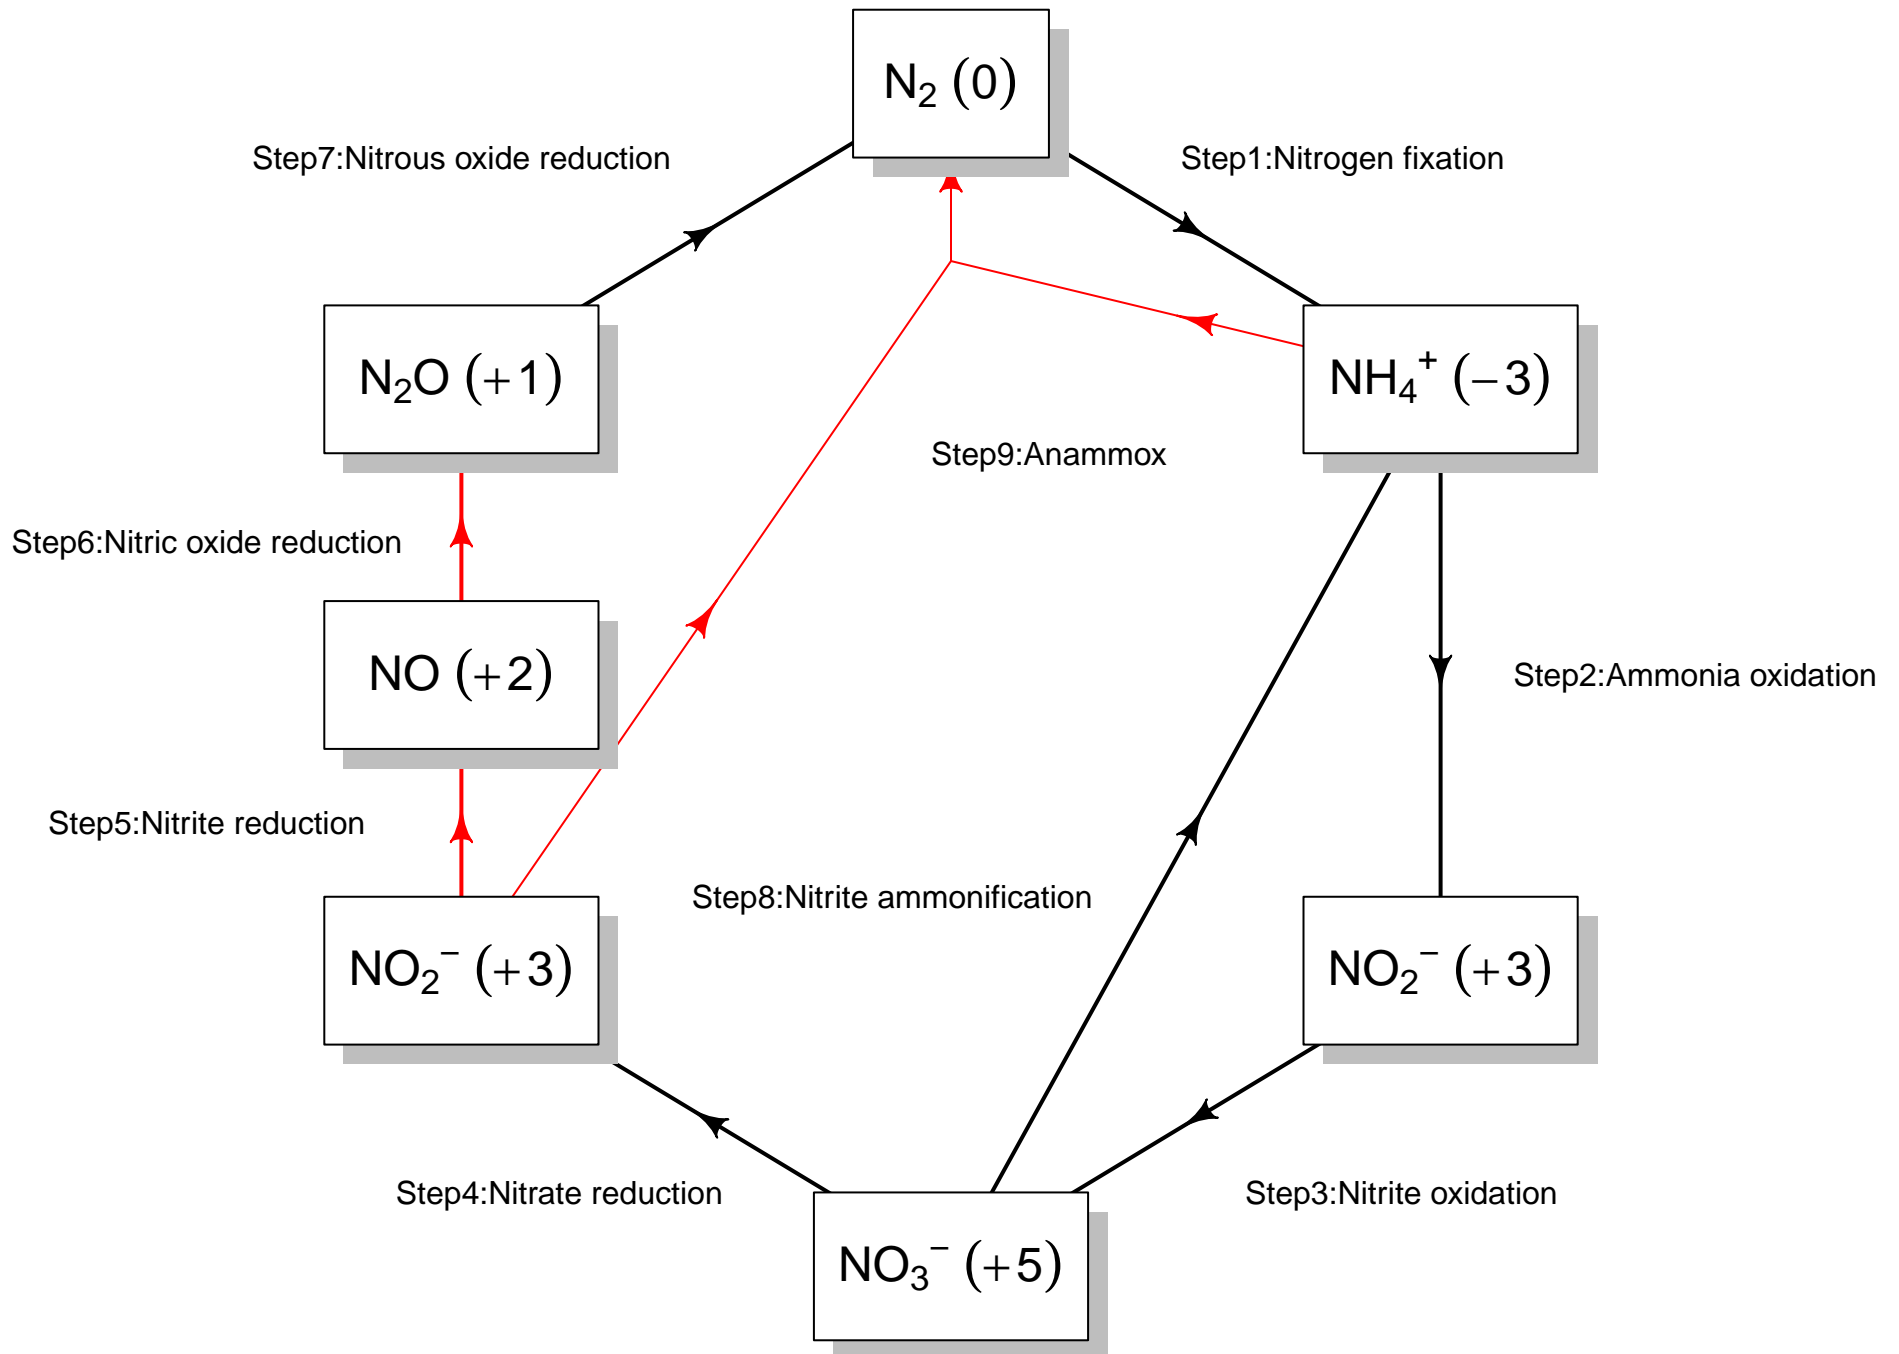 N₂ (0)
Step7:Nitrous oxide reduction
Step1:Nitrogen fixation
N₂O (+1)
NH₄⁺ (−3)
Step9:Anammox
Step6:Nitric oxide reduction
NO (+2)
Step2:Ammonia oxidation
Step5:Nitrite reduction
Step8:Nitrite ammonification
NO₂⁻ (+3)
NO₂⁻ (+3)
Step4:Nitrate reduction
Step3:Nitrite oxidation
NO₃⁻ (+5)